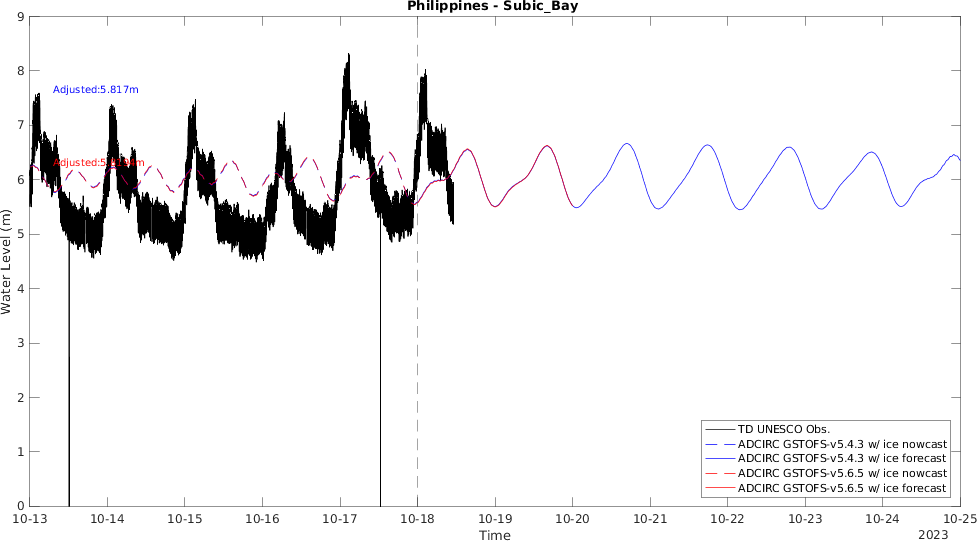 Philippines - Subic_Bay
9
8
7
6
5
4
3
2
1
0
Water Level (m)
Adjusted:5.817m
TD UNESCO Obs.
ADCIRC GSTOFS-v5.4.3 w/ ice nowcast
ADCIRC GSTOFS-v5.4.3 w/ ice forecast
ADCIRC GSTOFS-v5.6.5 w/ ice nowcast
ADCIRC GSTOFS-v5.6.5 w/ ice forecast
10-13 10-14 10-15 10-16 10-17 10-18 10-19 10-20 10-21 10-22 10-23 10-24 10-25
Time
2023